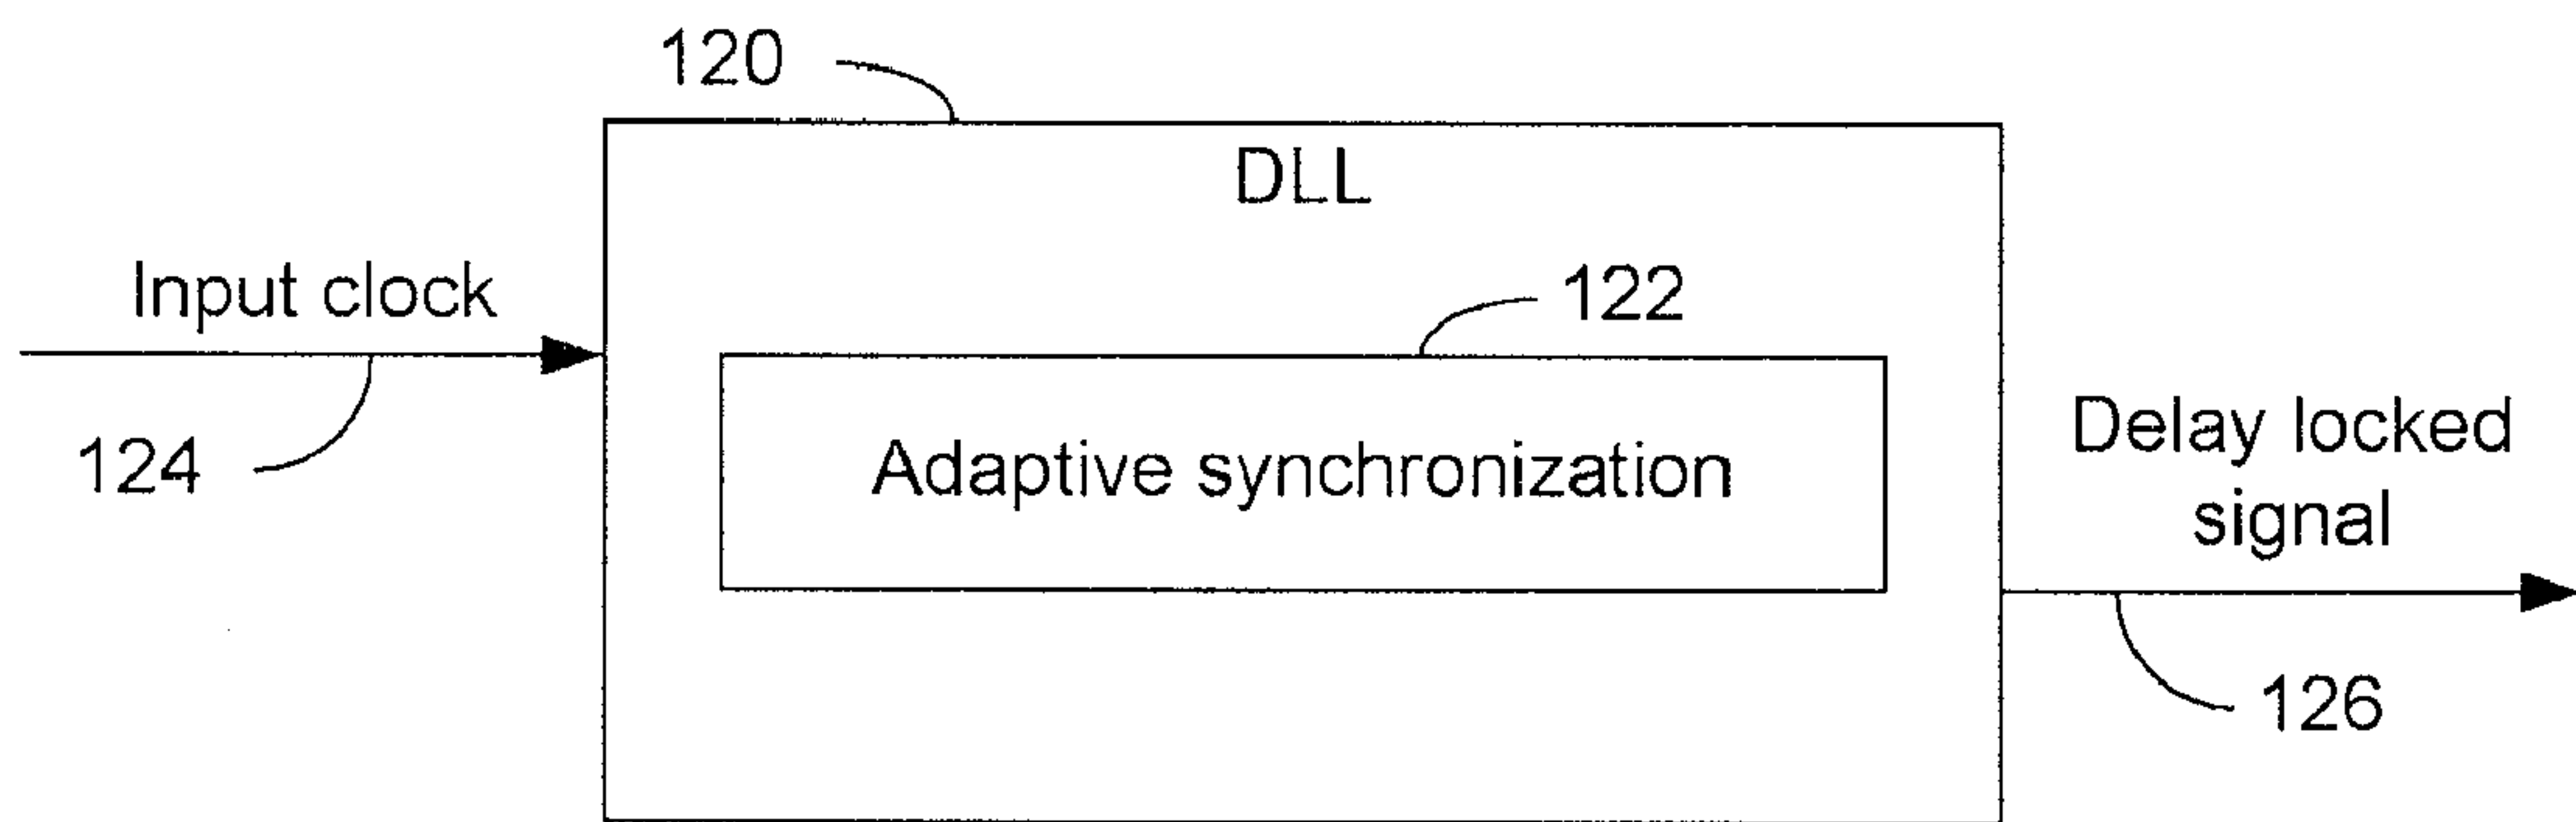 120
DLL
Input clock
122
124
Adaptive synchronization
Delay locked
signal
126